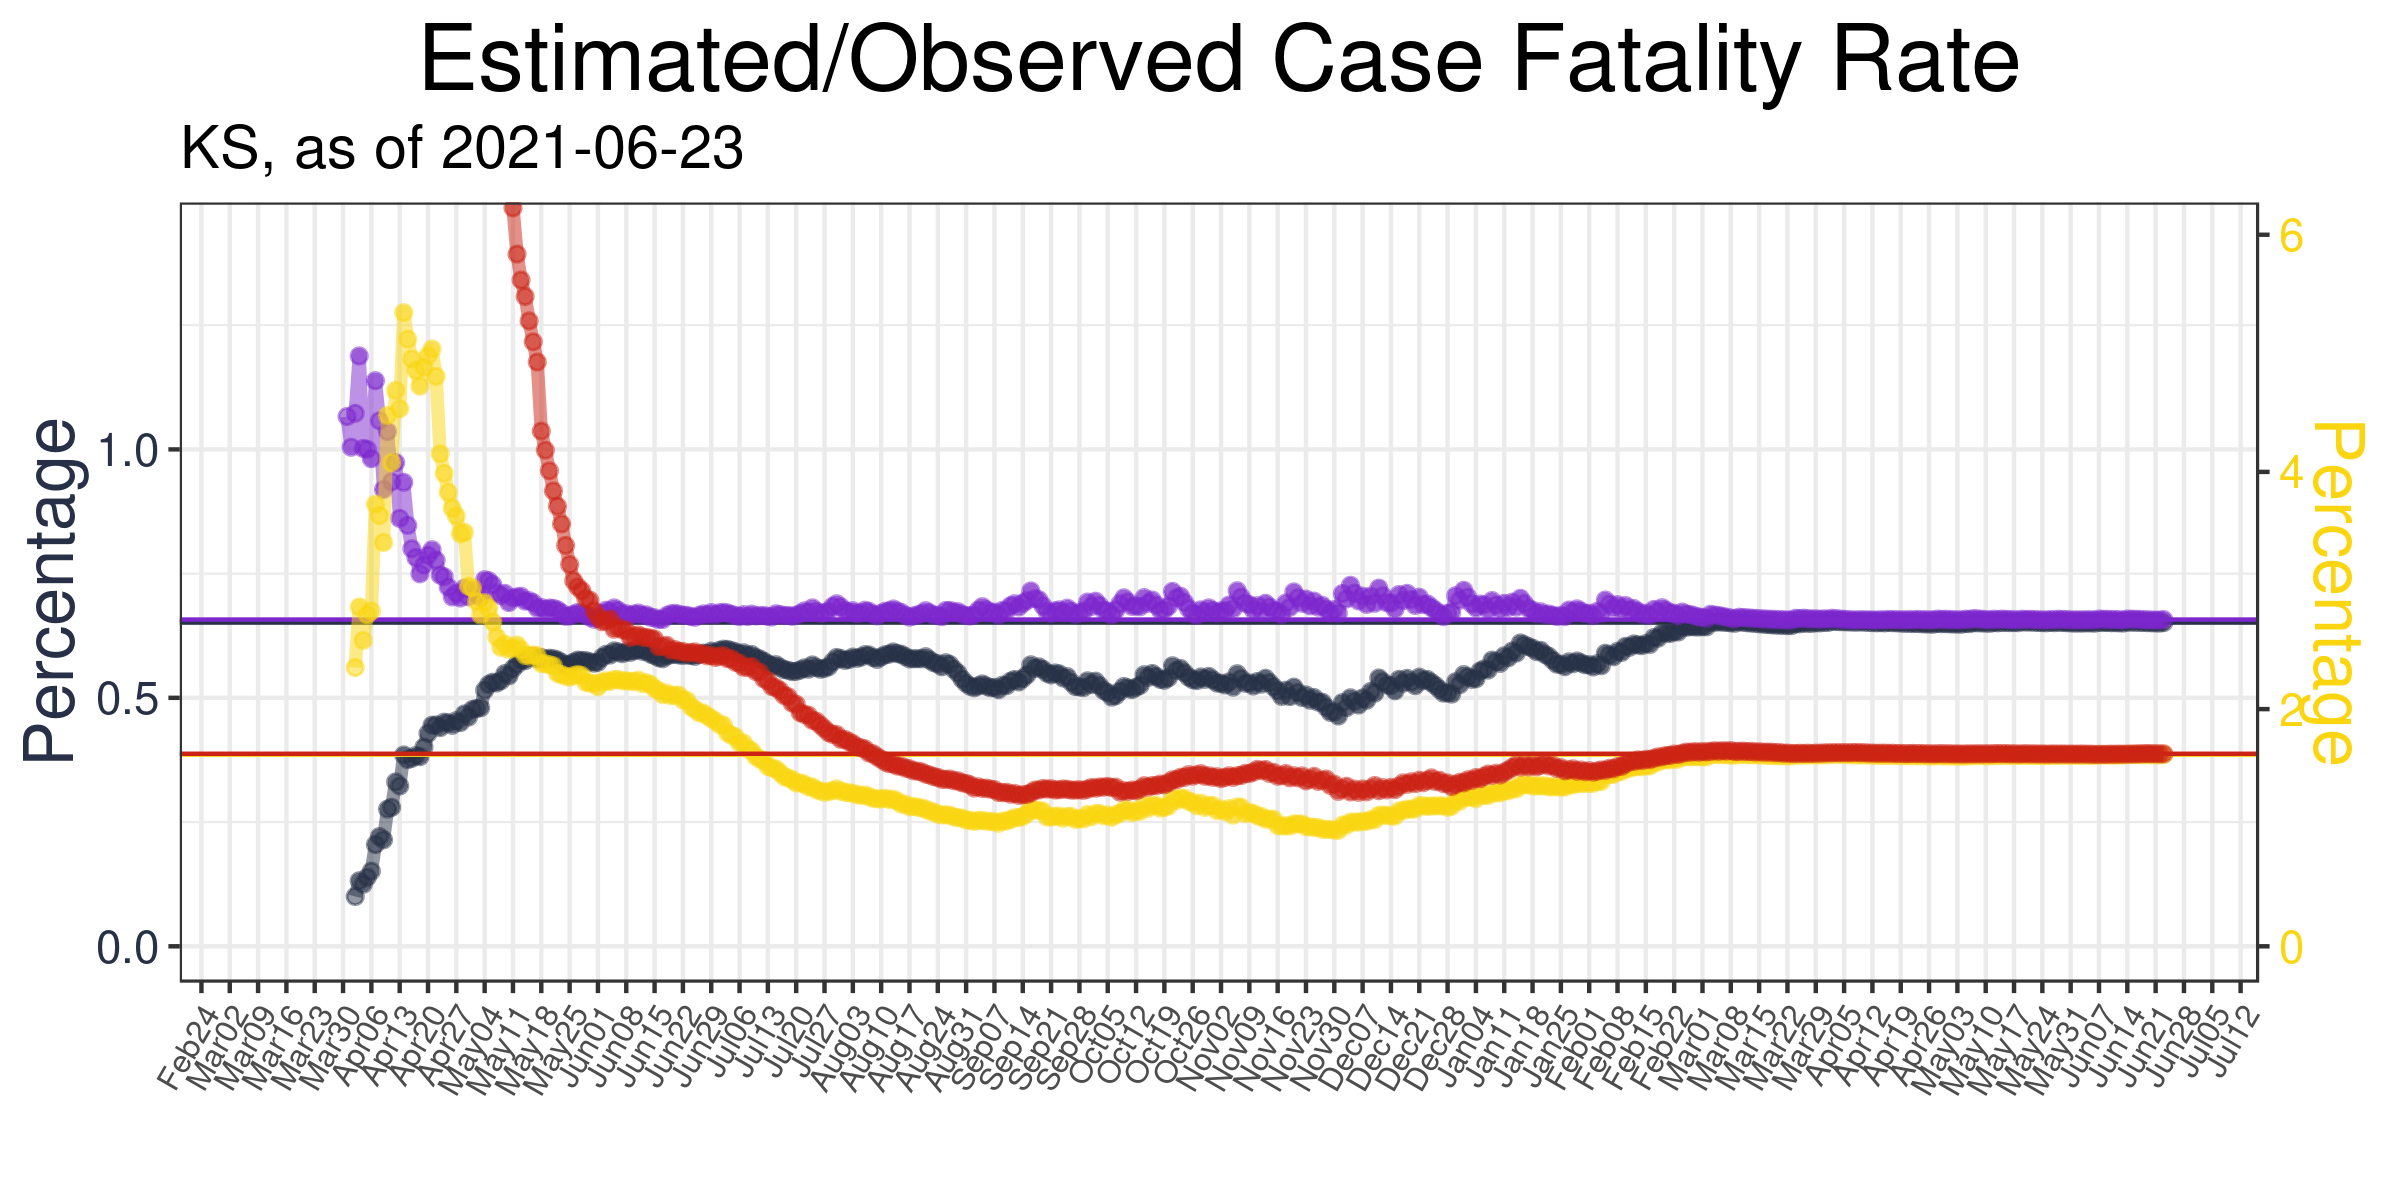 Estimated/Observed Case Fatality Rate
KS, as of 2021-06-23
Percentage
1.0
0.5
0.0
6
4
2
0
Percentage
Feb24
Mar02
Mar09
Mar16
Mar23
Mar30
Apr06
Apr13
Apr20
Apr27
May04
May11
May18
May25
Jun01
Jun08
Jun15
Jun22
Jun29
Jul06
Jul13
Jul20
Jul27
Aug03
Aug10
Aug17
Aug24
Aug31
Sep07
Sep14
Sep21
Sep28
Oct05
Oct12
Oct19
Oct26
Nov02
Nov09
Nov16
Nov23
Nov30
Dec07
Dec14
Dec21
Dec28
Jan04
Jan11
Jan18
Jan25
Feb01
Feb08
Feb15
Feb22
Mar01
Mar08
Mar15
Mar22
Mar29
Apr05
Apr12
Apr19
Apr26
May03
May10
May17
May24
May31
Jun07
Jun14
Jun21
Jun28
Jul05
Jul12